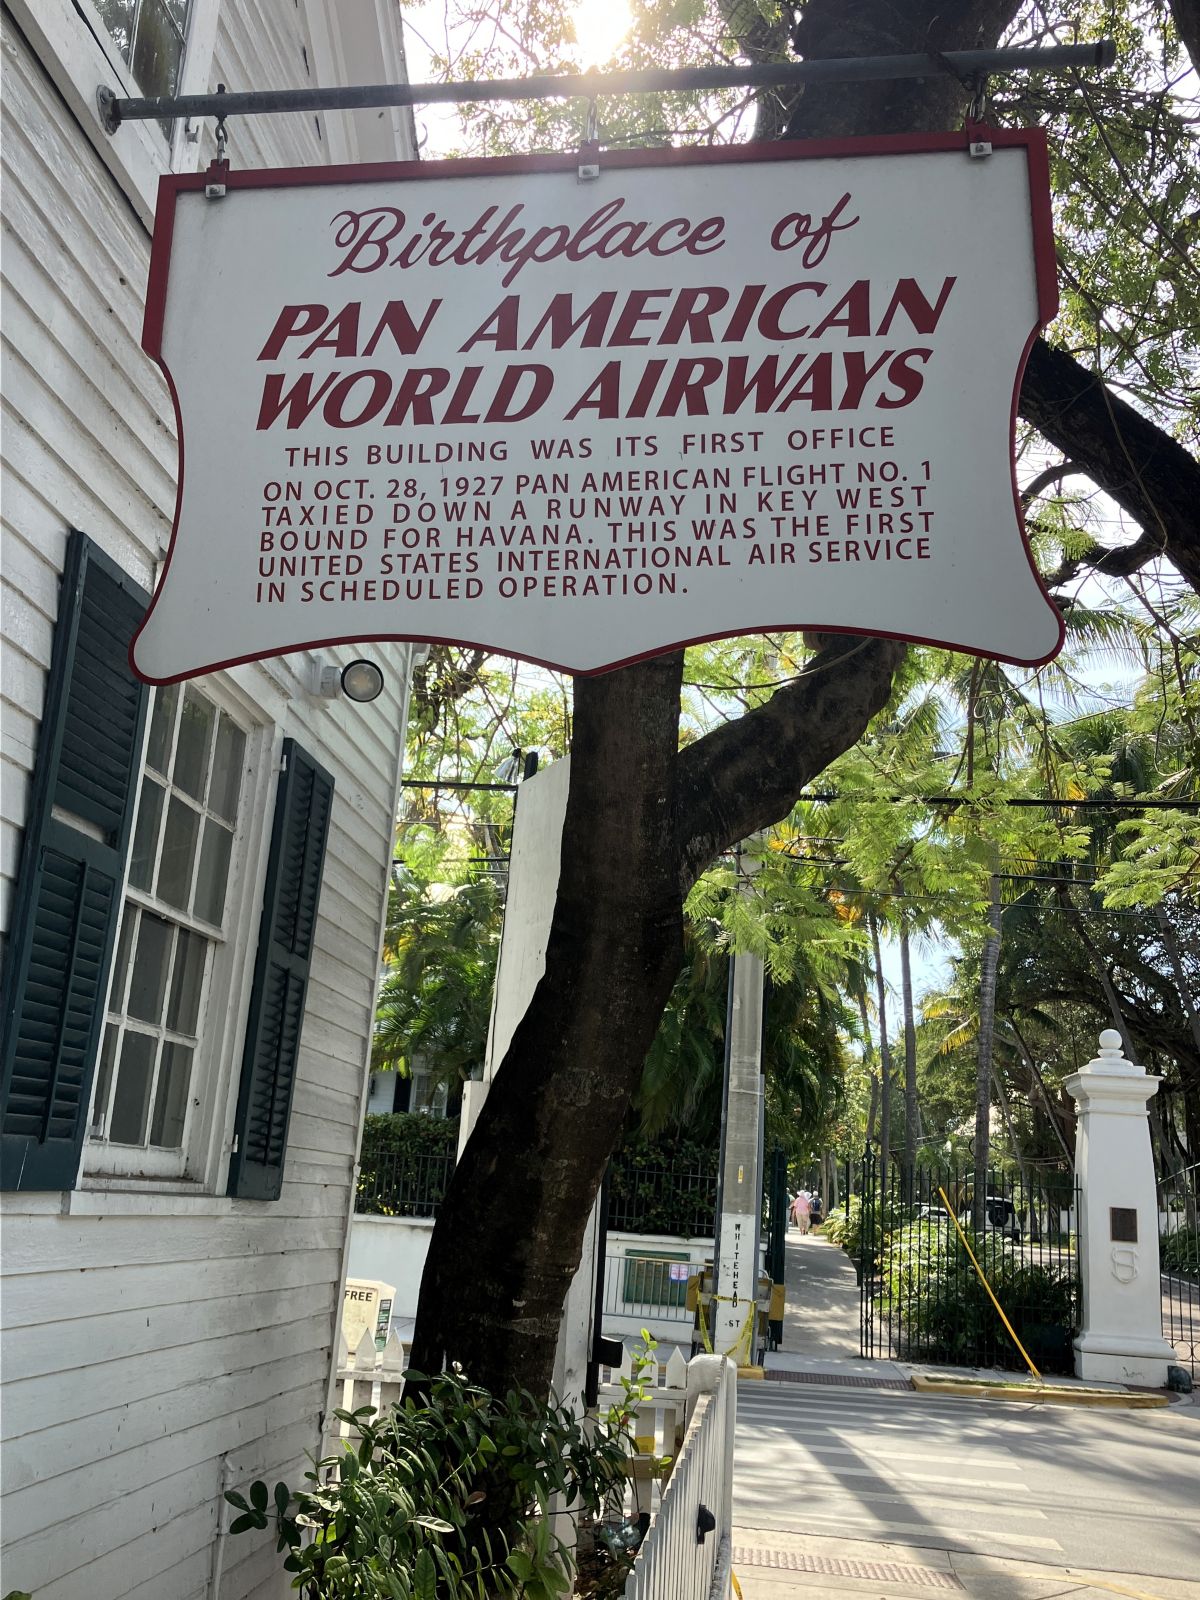 Birthplace of
PAN AMERICAN
WORLD AIRWAYS
THIS BUILDING WAS ITS FIRST OFFICE
ON OCT. 28, 1927 PAN AMERICAN FLIGHT NO. 1
TAXIED DOWN A RUNWAY IN KEY WEST
BOUND FOR HAVANA. THIS WAS THE FIRST
UNITED STATES INTERNATIONAL AIR SERVICE
IN SCHEDULED OPERATION.
FREE
WHITEHEAD ST